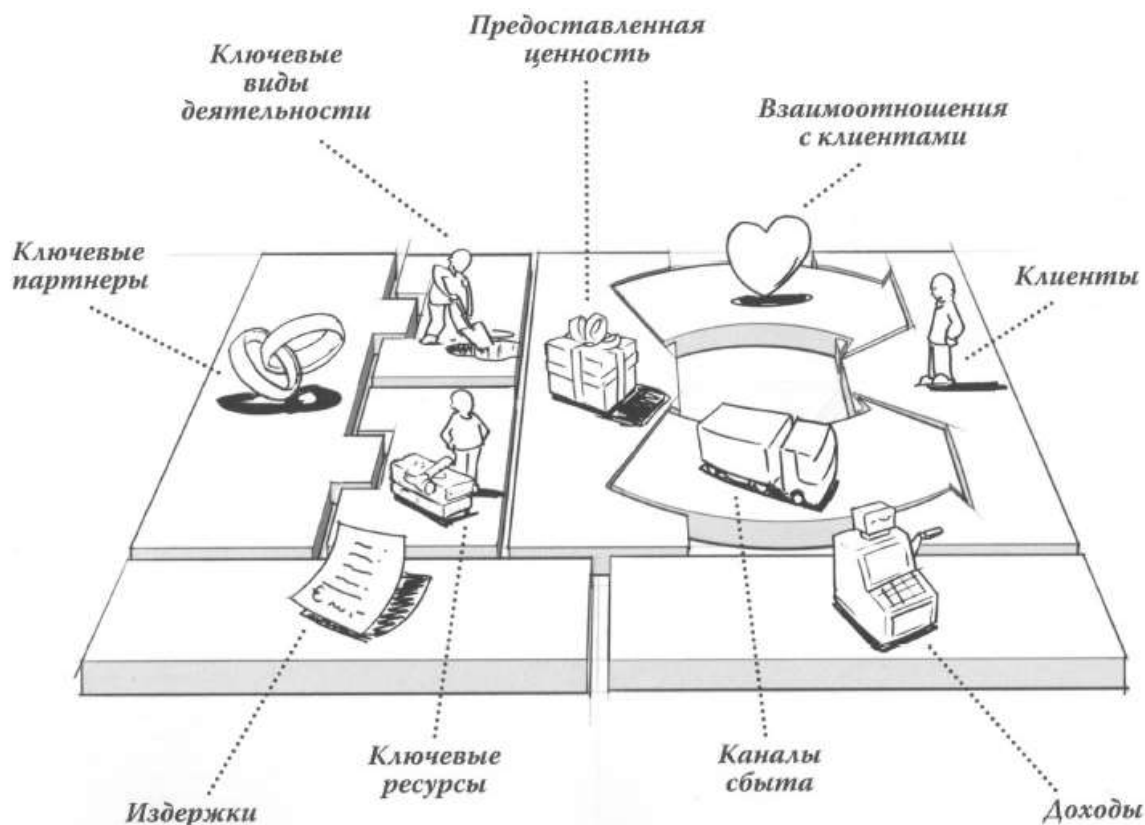 Предоставленная
ценность
Ключевые
виды
деятельности
Взаимоотношения
с клиентами
Ключевые
партнеры
Клиенты
Ключевые
ресурсы
Каналы
сбыта
Издержки
Доходы